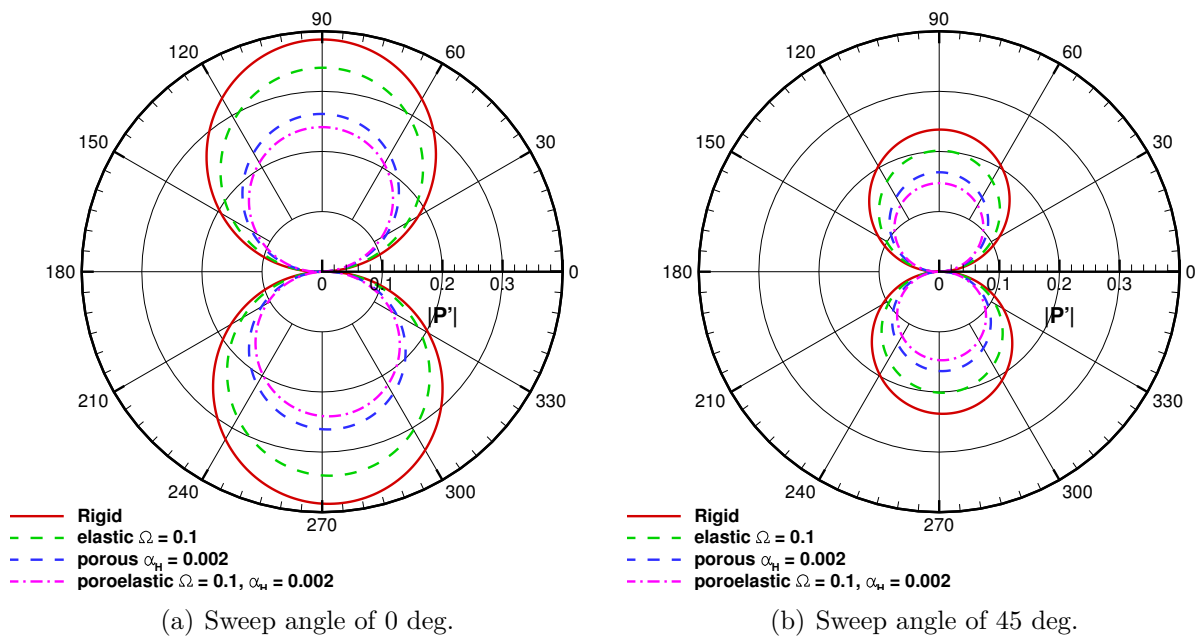 90
120
60
150
30
180
0
0
0.1
0.2
0.3
|P'|
210
330
240
300
270
Rigid
elastic Ω = 0.1
porous αH = 0.002
poroelastic Ω = 0.1, αH = 0.002
(a) Sweep angle of 0 deg.
90
120
60
150
30
180
0
0
0.1
0.2
0.3
|P'|
210
330
240
300
270
Rigid
elastic Ω = 0.1
porous αH = 0.002
poroelastic Ω = 0.1, αH = 0.002
(b) Sweep angle of 45 deg.